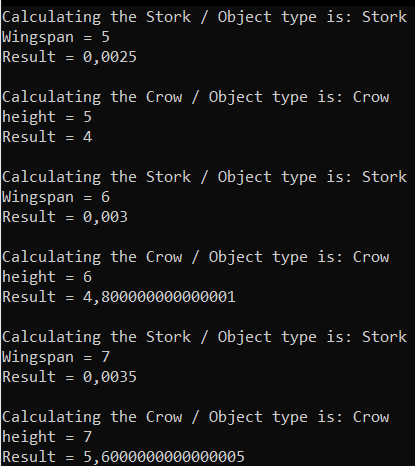 Calculating the Stork / Object type is: Stork
Wingspan = 5
Result = 0,0025
Calculating the Crow / Object type is: Crow
height = 5
Result = 4
Calculating the Stork / Object type is: Stork
Wingspan = 6
Result = 0,003
Calculating the Crow / Object type is: Crow
height = 6
Result = 4,800000000000001
Calculating the Stork / Object type is: Stork
Wingspan = 7
Result = 0,0035
Calculating the Crow / Object type is: Crow
height = 7
Result = 5,6000000000000005